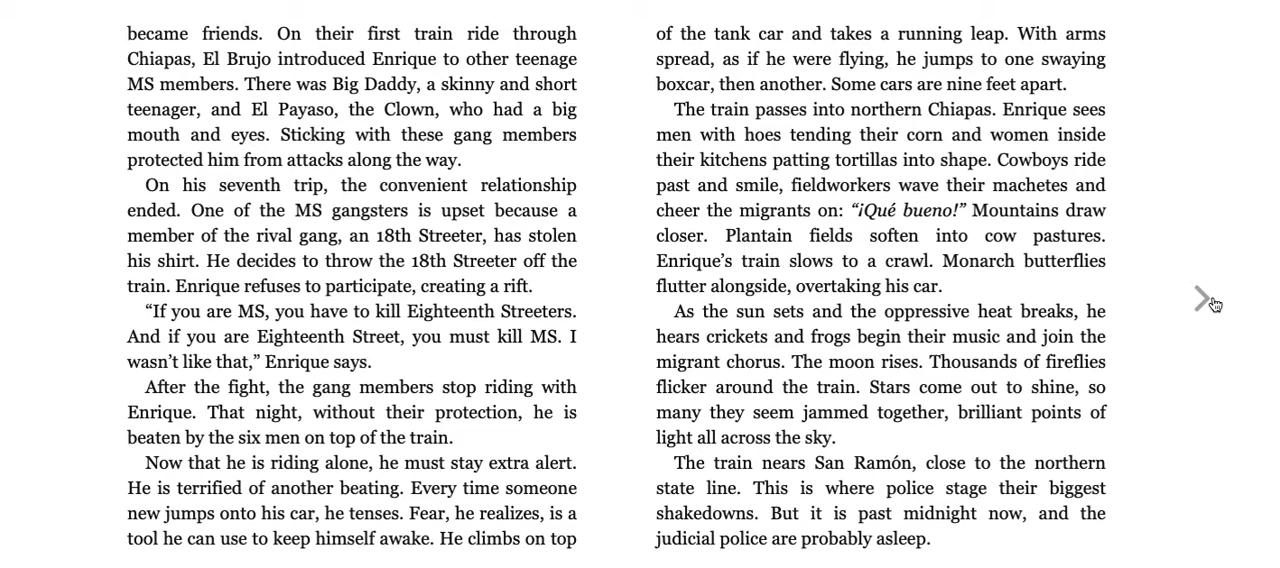 became friends. On their first train ride through
Chiapas, El Brujo introduced Enrique to other teenage
MS members. There was Big Daddy, a skinny and short
teenager, and El Payaso, the Clown, who had a big
mouth and eyes. Sticking with these gang members
protected him from attacks along the way.
On his seventh trip, the convenient relationship
ended. One of the MS gangsters is upset because a
member of the rival gang, an 18th Streeter, has stolen
his shirt. He decides to throw the 18th Streeter off the
train. Enrique refuses to participate, creating a rift.
“If you are MS, you have to kill Eighteenth Streeters.
And if you are Eighteenth Street, you must kill MS. I
wasn’t like that,” Enrique says.
After the fight, the gang members stop riding with
Enrique. That night, without their protection, he is
beaten by the six men on top of the train.
Now that he is riding alone, he must stay extra alert.
He is terrified of another beating. Every time someone
new jumps onto his car, he tenses. Fear, he realizes, is a
tool he can use to keep himself awake. He climbs on top
of the tank car and takes a running leap. With arms
spread, as if he were flying, he jumps to one swaying
boxcar, then another. Some cars are nine feet apart.
The train passes into northern Chiapas. Enrique sees
men with hoes tending their corn and women inside
their kitchens patting tortillas into shape. Cowboys ride
past and smile, fieldworkers wave their machetes and
cheer the migrants on: “¡Qué bueno!” Mountains draw
closer. Plantain fields soften into cow pastures.
Enrique’s train slows to a crawl. Monarch butterflies
flutter alongside, overtaking his car.
As the sun sets and the oppressive heat breaks, he
hears crickets and frogs begin their music and join the
migrant chorus. The moon rises. Thousands of fireflies
flicker around the train. Stars come out to shine, so
many they seem jammed together, brilliant points of
light all across the sky.
The train nears San Ramón, close to the northern
state line. This is where police stage their biggest
shakedowns. But it is past midnight now, and the
judicial police are probably asleep.